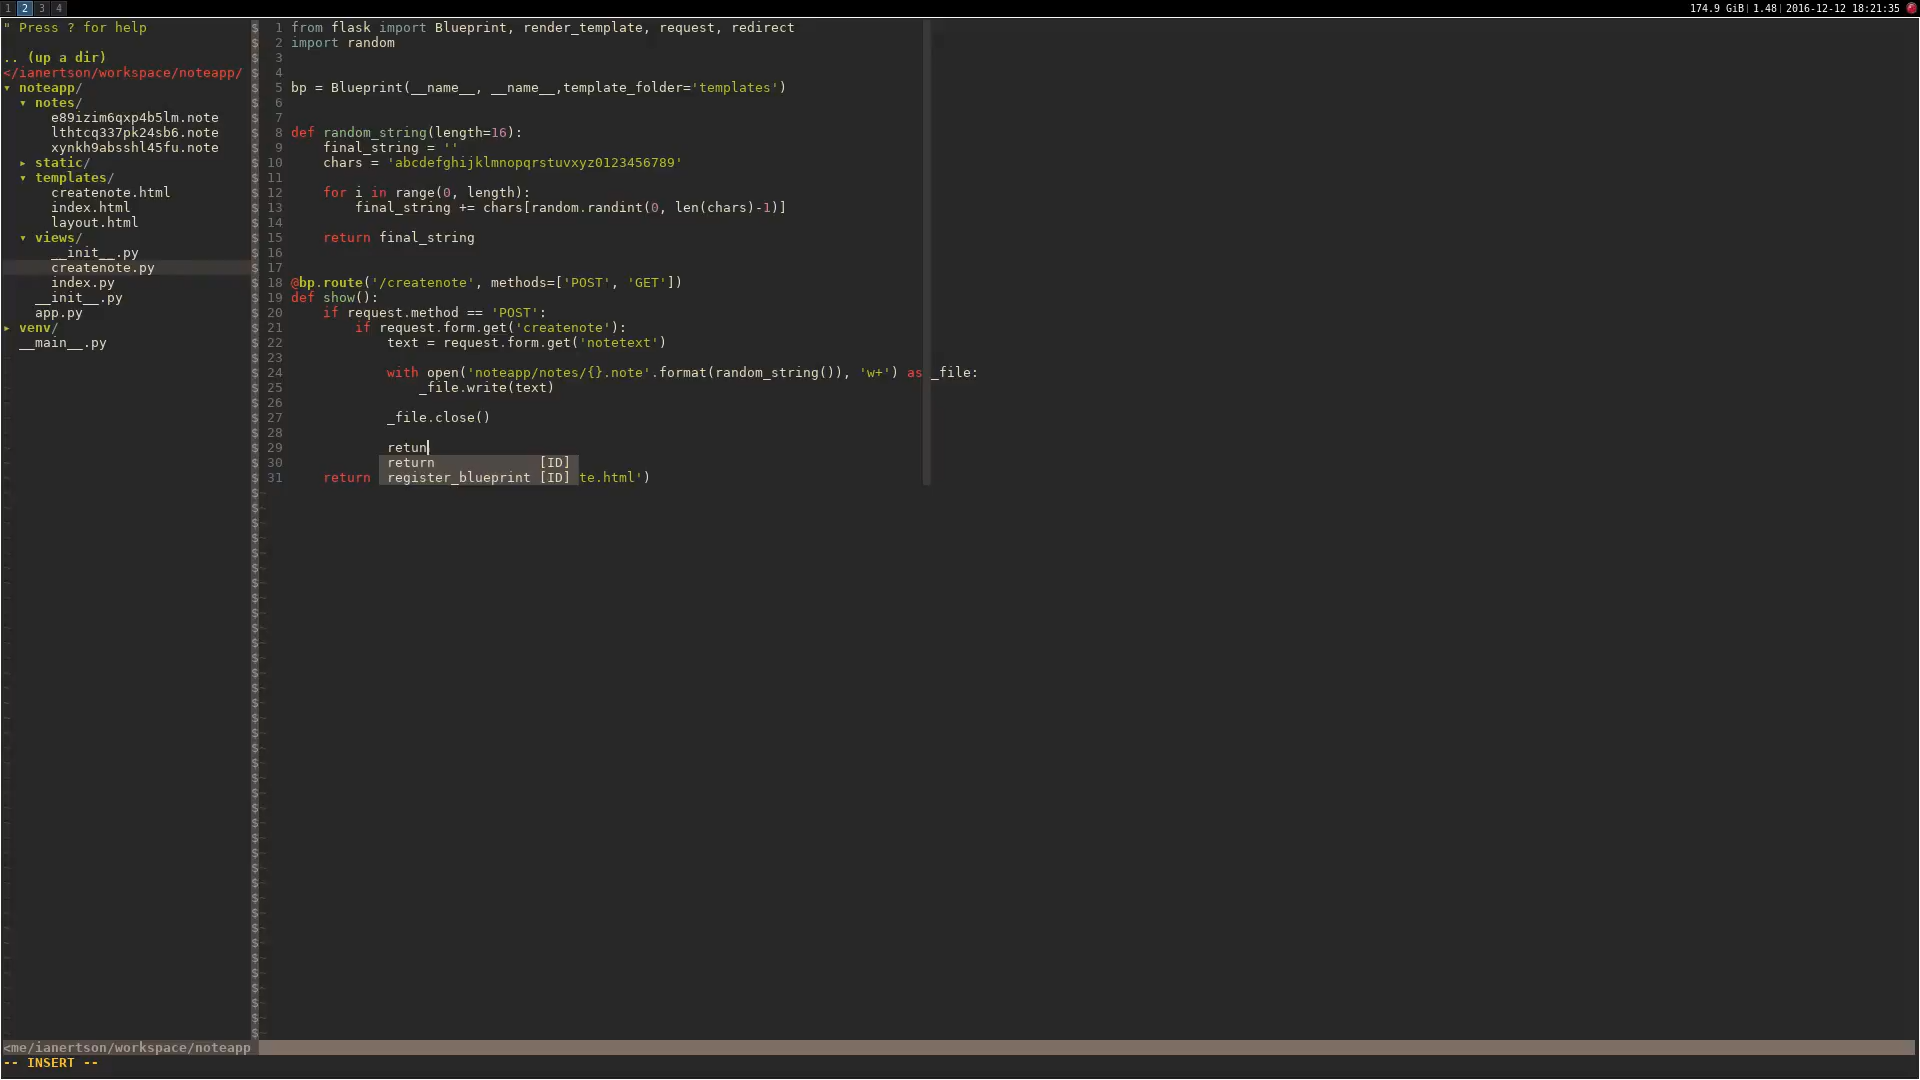 1 2 3 4
174.9 GiB| 1.48| 2016-12-12 18:21:35
" Press ? for help
.. (up a dir)
</ianertson/workspace/noteapp/
▾ noteapp/
▾ notes/
e89izim6qxp4b5lm.note
lthtcq337pk24sb6.note
xynkh9absshl45fu.note
▸ static/
▾ templates/
createnote.html
index.html
layout.html
▾ views/
__init__.py
createnote.py
index.py
__init__.py
app.py
▸ venv/
__main__.py
1 from flask import Blueprint, render_template, request, redirect
2 import random
3
4
5 bp = Blueprint(__name__, __name__,template_folder='templates')
6
7
8 def random_string(length=16):
9     final_string = ''
10     chars = 'abcdefghijklmnopqrstuvxyz0123456789'
11
12     for i in range(0, length):
13         final_string += chars[random.randint(0, len(chars)-1)]
14
15     return final_string
16
17
18 @bp.route('/createnote', methods=['POST', 'GET'])
19 def show():
20     if request.method == 'POST':
21         if request.form.get('createnote'):
22             text = request.form.get('notetext')
23
24             with open('noteapp/notes/{}.note'.format(random_string()), 'w+') as _file:
25                 _file.write(text)
26
27             _file.close()
28
29             retun
30 return [ID]
31     return register_blueprint [ID] te.html')
<me/ianertson/workspace/noteapp
-- INSERT --